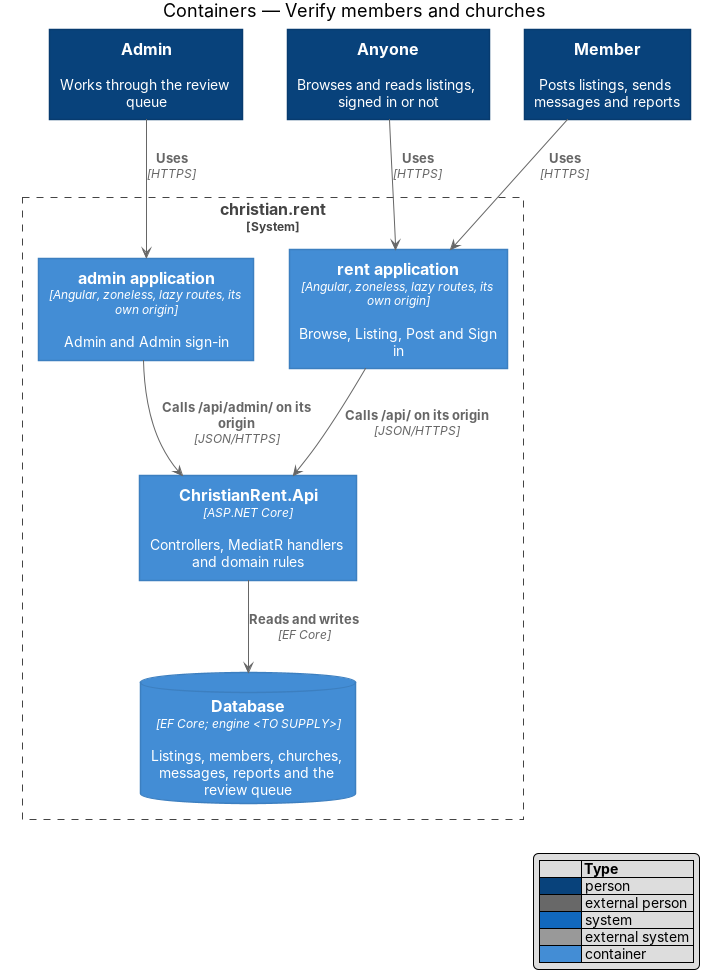 Containers — Verify members and churches
Admin
Works through the review
queue
Anyone
Browses and reads listings,
signed in or not
Member
Posts listings, sends
messages and reports
Uses
[HTTPS]
Uses
[HTTPS]
Uses
[HTTPS]
christian.rent
[System]
admin application
[Angular, zoneless, lazy routes, its
own origin]
Admin and Admin sign-in
rent application
[Angular, zoneless, lazy routes, its
own origin]
Browse, Listing, Post and Sign
in
Calls /api/admin/ on its
origin
[JSON/HTTPS]
Calls /api/ on its origin
[JSON/HTTPS]
ChristianRent.Api
[ASP.NET Core]
Controllers, MediatR handlers
and domain rules
Reads and writes
[EF Core]
Database
[EF Core; engine <TO SUPPLY>]
Listings, members, churches,
messages, reports and the
review queue
Type
person
external person
system
external system
container